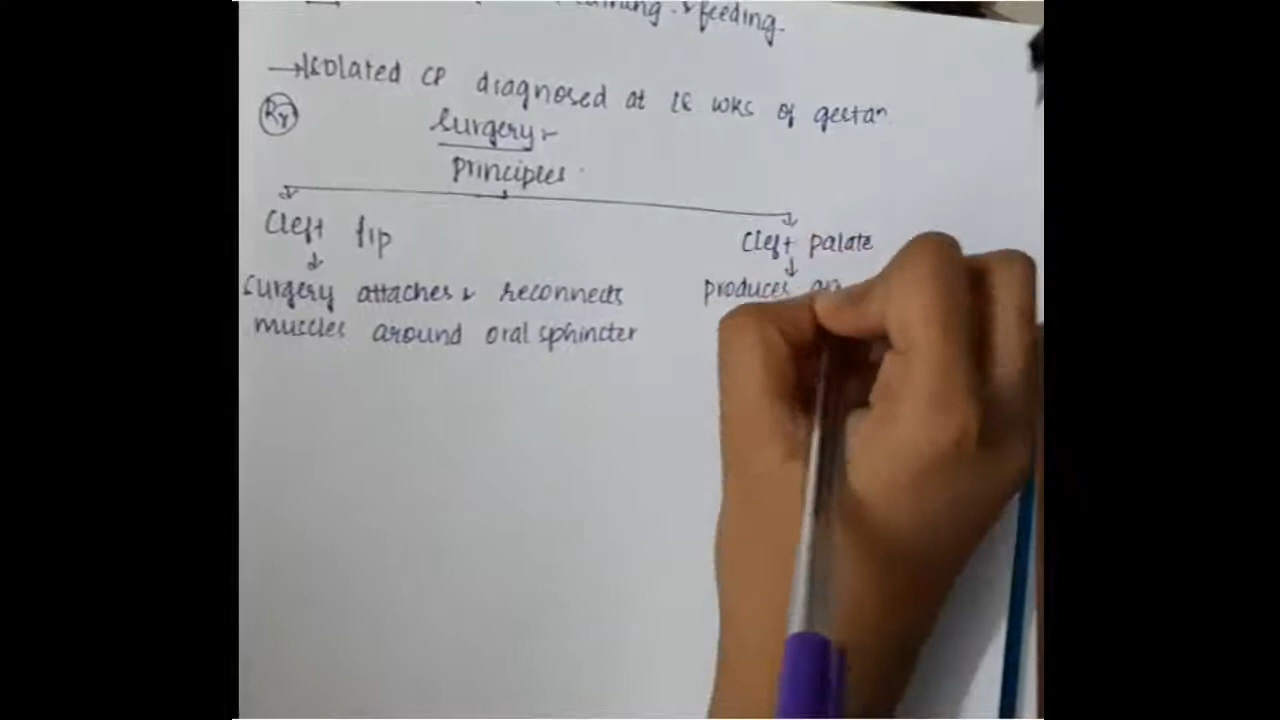 & feeding.
→ Isolated CP diagnosed at 18 wks of gestan
Rx
Surgery:-
Principles
Cleft lip
Cleft palate
Surgery attaches & reconnects
muscles around oral sphincter
produces an